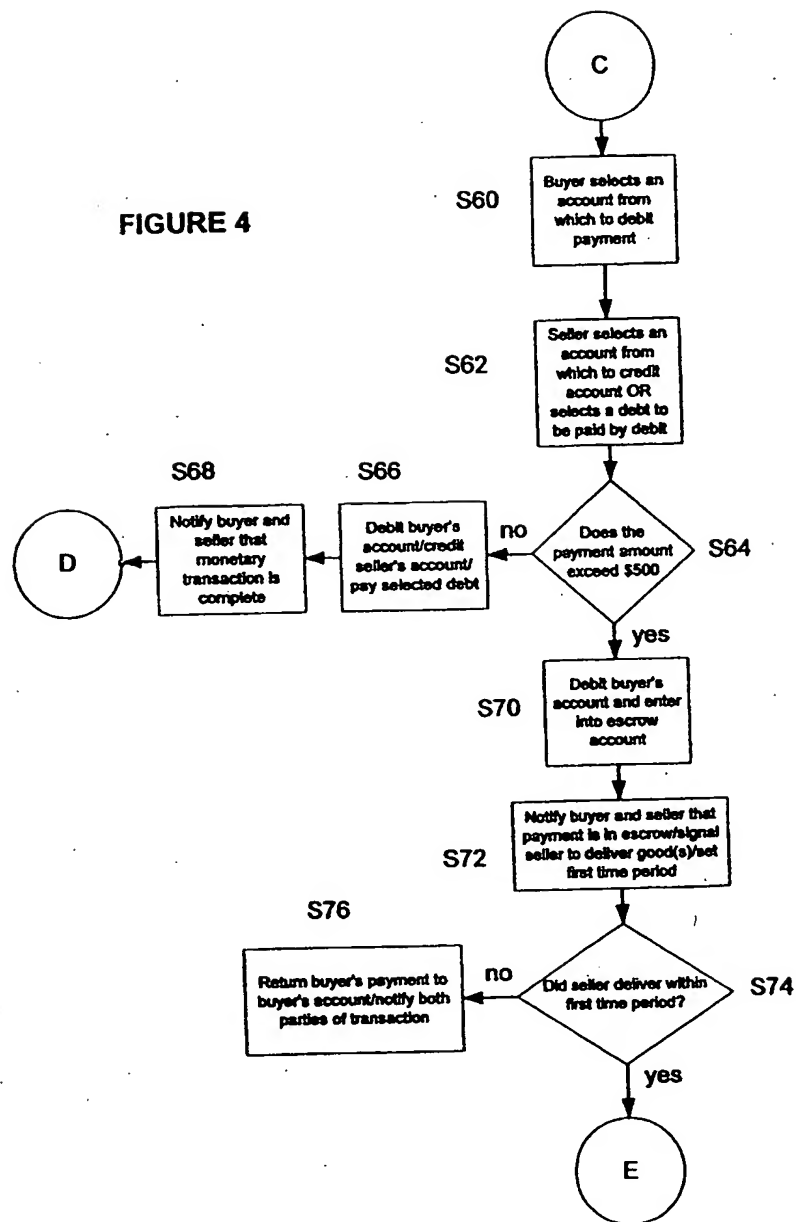 C
FIGURE 4
S60
Buyer selects an
account from
which to debit
payment
S62
Seller selects an
account from
which to credit
account OR
selects a debt to
be paid by debit
S68
Notify buyer and
seller that
monetary
transaction is
complete
S66
Debit buyer's
account/credit
seller's account/
pay selected debt
no
Does the
payment amount
exceed $500
S64
D
yes
S70
Debit buyer's
account and enter
into escrow
account
S72
Notify buyer and seller that
payment is in escrow/signal
seller to deliver good(s)/set
first time period
S76
Return buyer's payment to
buyer's account/notify both
parties of transaction
no
Did seller deliver within
first time period?
S74
yes
E